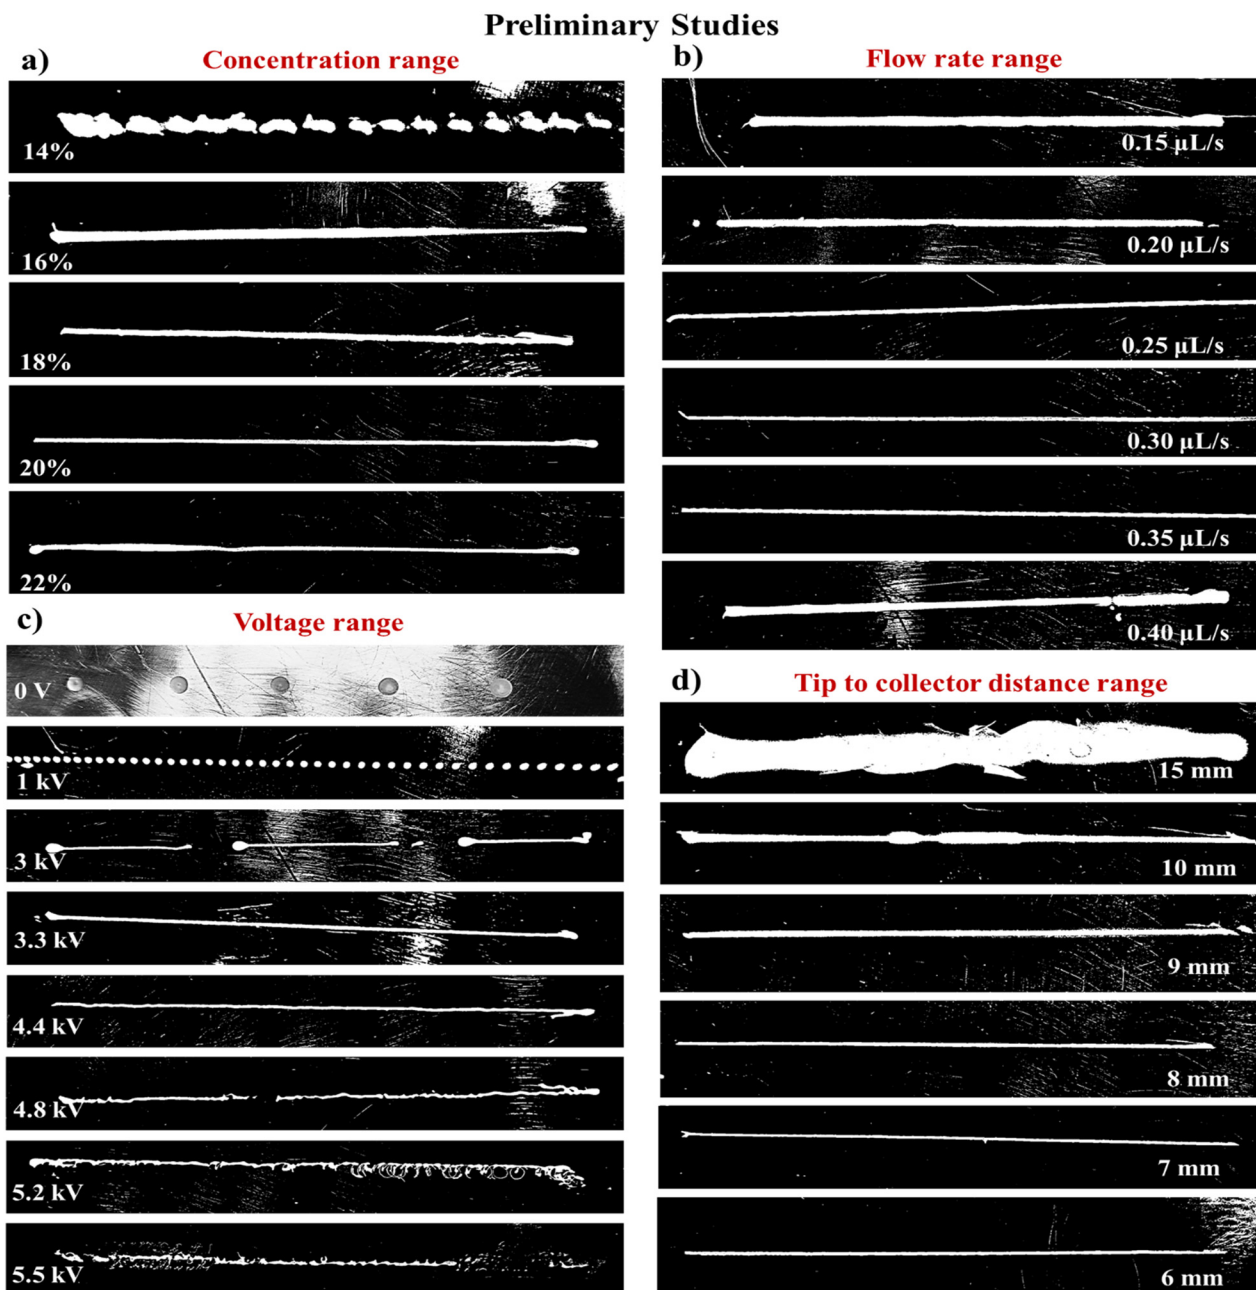 Preliminary Studies
a)
Concentration range
14%
16%
18%
20%
22%
b)
Flow rate range
0.15 µL/s
0.20 µL/s
0.25 µL/s
0.30 µL/s
0.35 µL/s
0.40 µL/s
c)
Voltage range
0 V
1 kV
3 kV
3.3 kV
4.4 kV
4.8 kV
5.2 kV
5.5 kV
d)
Tip to collector distance range
15 mm
10 mm
9 mm
8 mm
7 mm
6 mm